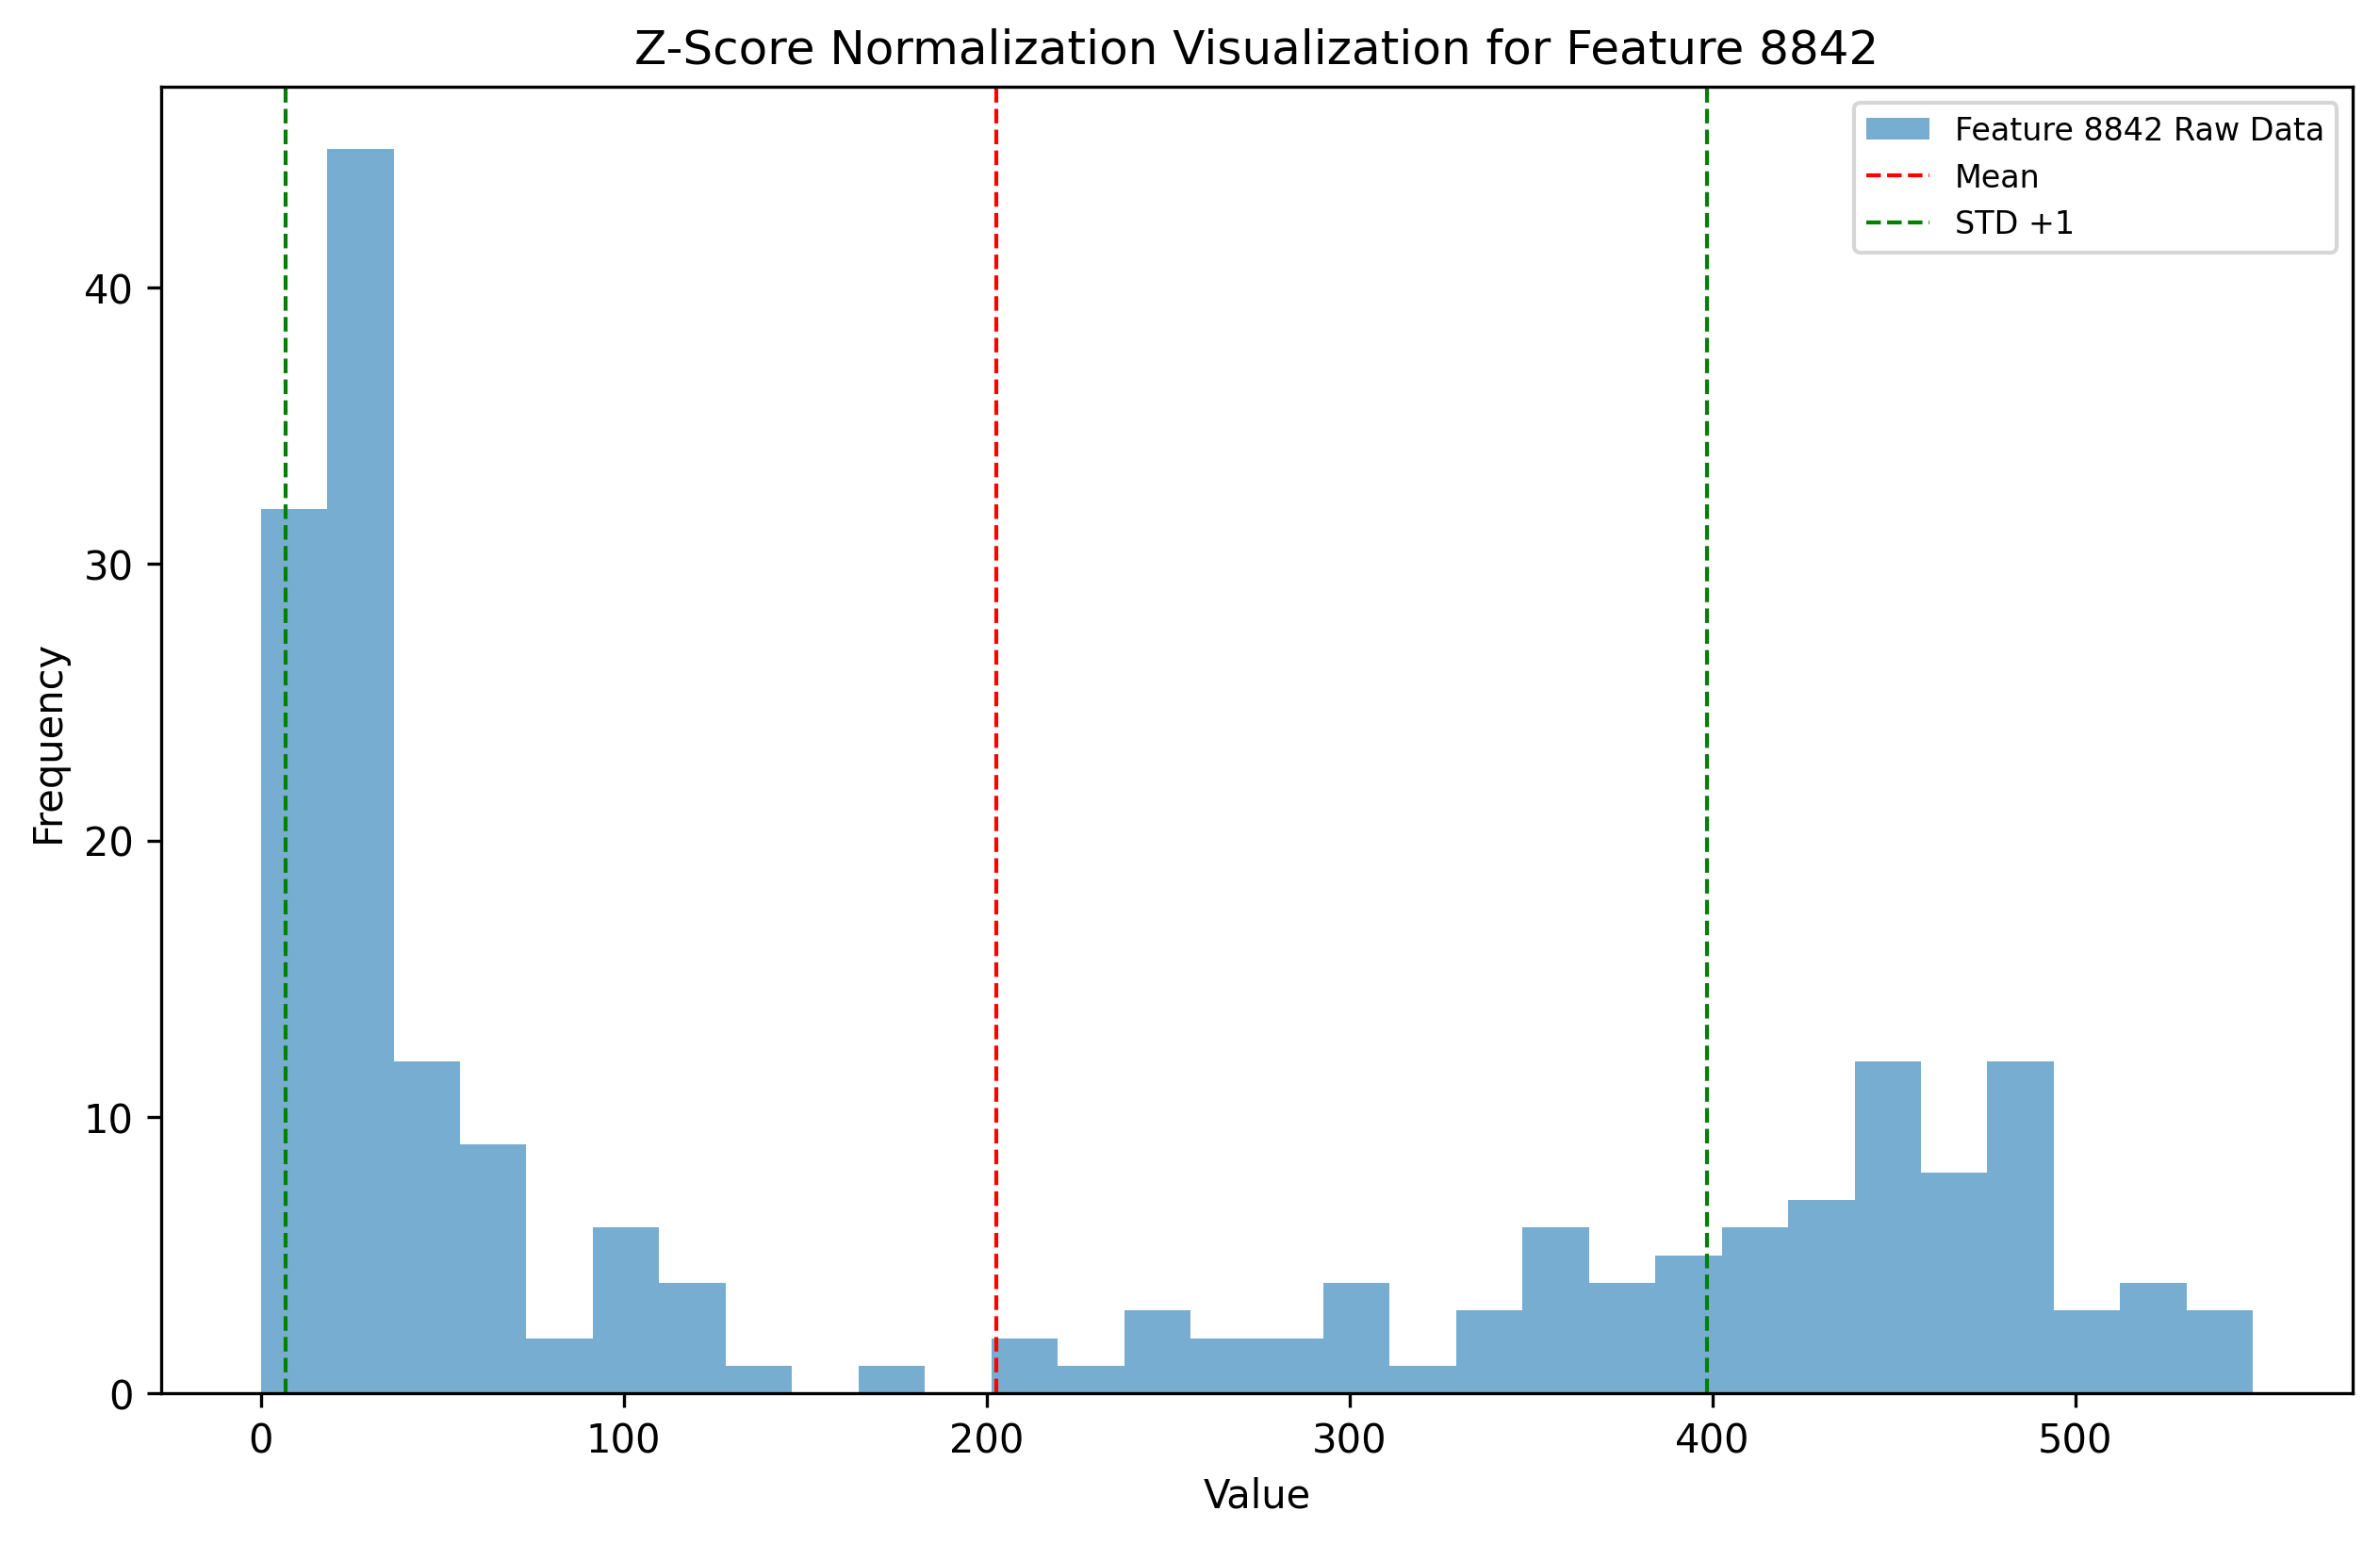 Z-Score Normalization Visualization for Feature 8842
Feature 8842 Raw Data
Mean
STD +1
Frequency
40
30
20
10
0
0 100 200 300 400 500
Value